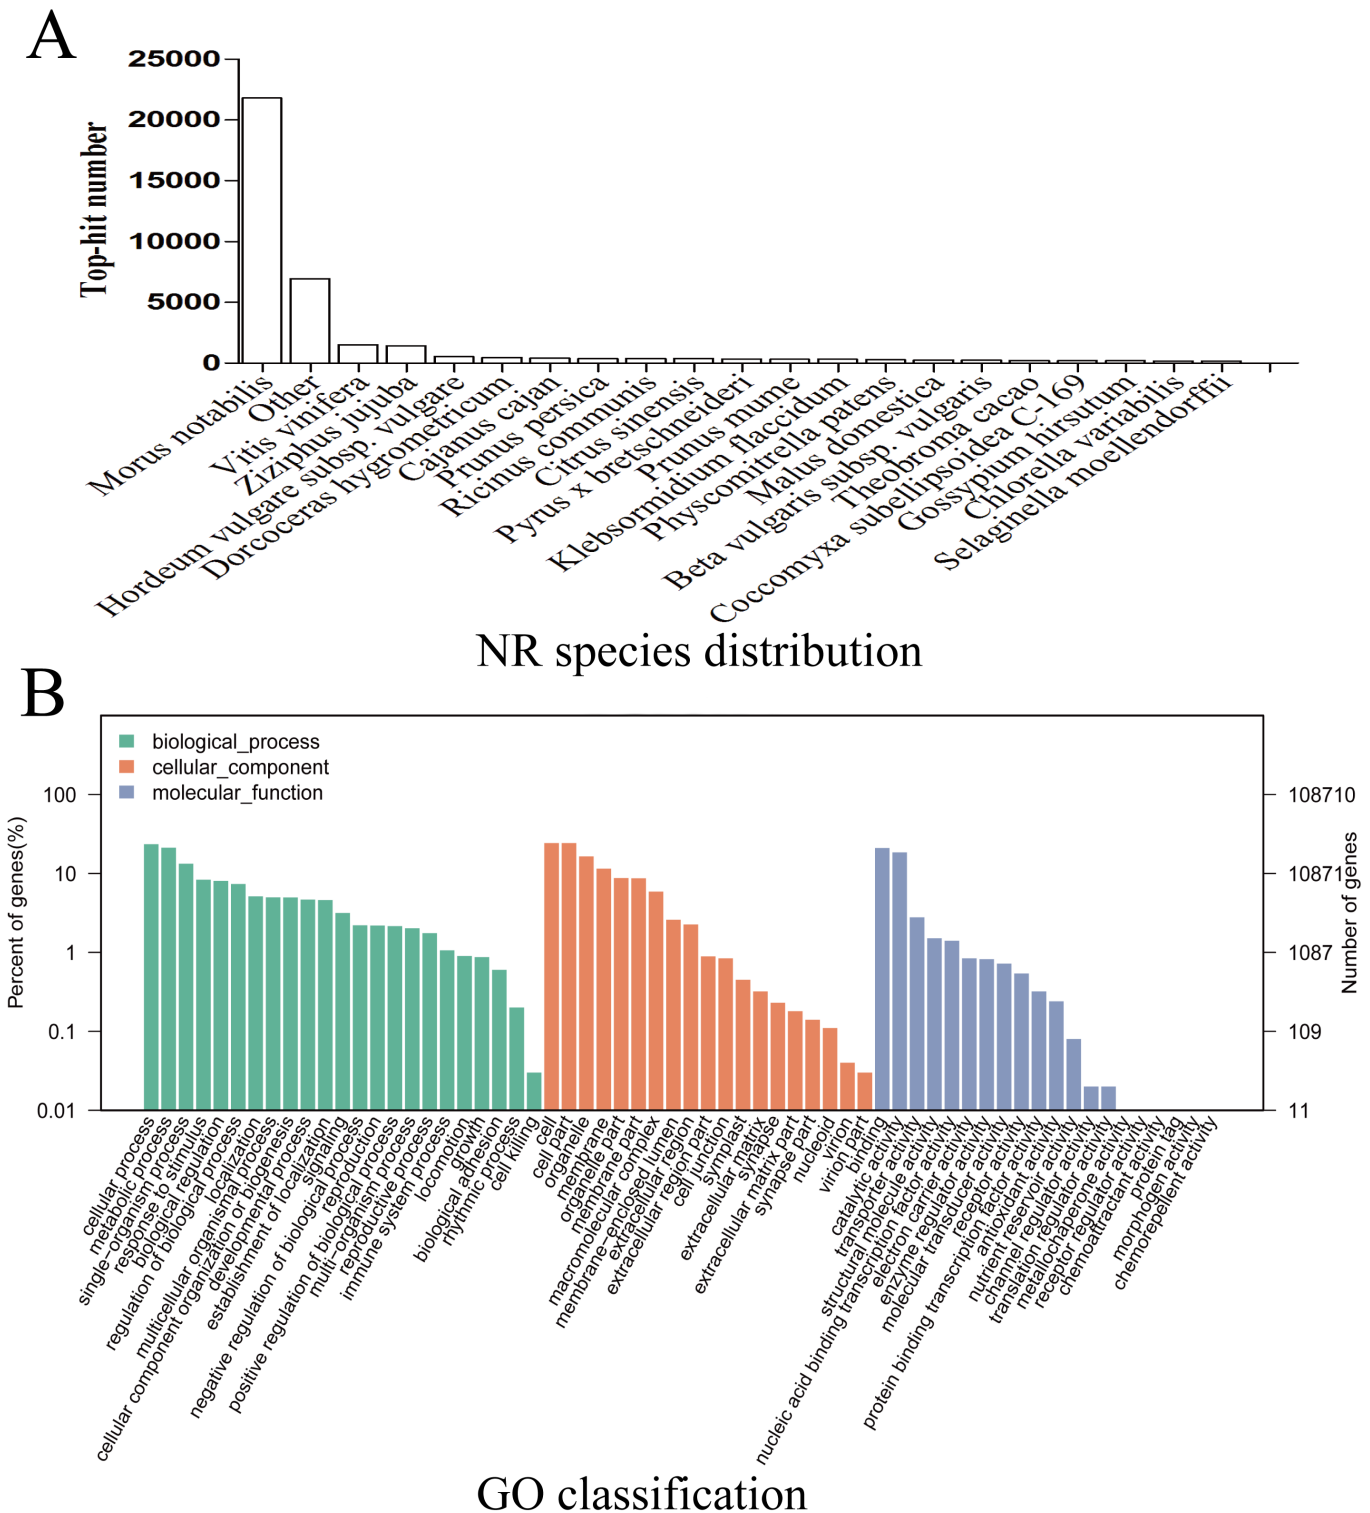 A
25000
20000
15000
10000
5000
0
Top-hit number
Morus notabilis
Other
Vitis vinifera
Ziziphus jujuba
Hordeum vulgare subsp. vulgare
Dorcoceras hygrometricum
Cajanus cajan
Prunus persica
Ricinus communis
Citrus sinensis
Pyrus x bretschneideri
Prunus mume
Klebsormidium flaccidum
Physcomitrella patens
Malus domestica
Beta vulgaris subsp. vulgaris
Theobroma cacao
Coccomyxa subellipsoidea C-169
Gossypium hirsutum
Chlorella variabilis
Selaginella moellendorffii
NR species distribution
B
biological_process
cellular_component
molecular_function
100
10
1
0.1
0.01
Percent of genes(%)
108710
10871
1087
109
11
Number of genes
cellular process
metabolic process
single−organism process
response to stimulus
biological regulation
regulation of biological process
localization
multicellular organismal process
cellular component organization or biogenesis
developmental process
establishment of localization
signaling
negative regulation of biological process
reproduction
positive regulation of biological process
multi−organism process
reproductive process
immune system process
locomotion
growth
biological adhesion
rhythmic process
cell killing
cell
cell part
organelle
membrane
organelle part
membrane part
macromolecular complex
membrane−enclosed lumen
extracellular region
extracellular region part
cell junction
symplast
extracellular matrix
synapse
extracellular matrix part
synapse part
nucleoid
virion
virion part
binding
catalytic activity
transporter activity
structural molecule activity
nucleic acid binding transcription factor activity
electron carrier activity
enzyme regulator activity
molecular transducer activity
receptor activity
protein binding transcription factor activity
antioxidant activity
nutrient reservoir activity
channel regulator activity
translation regulator activity
metallochaperone activity
receptor regulator activity
chemoattractant activity
protein tag
morphogen activity
chemorepellent activity
GO classification